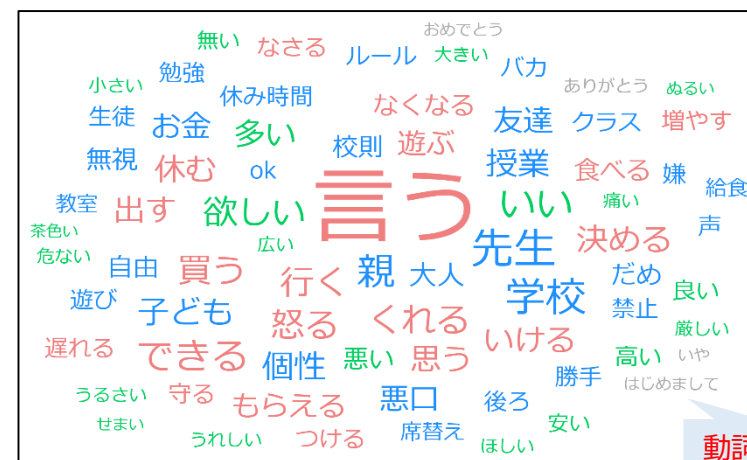 おめでとう
無い なさる ルール 大きい バカ
小さい 勉強 休み時間 ありがとう ぬるい
生徒 お金 多い なくなる 友達 クラス 増やす
無視 休む ok 校則 遊ぶ 授業 食べる 嫌 給食
教室 出す 欲しい 言う いい 痛い 声
茶色い 広い 先生 決める
危ない 自由 買う 行く 親 大人 学校 だめ 良い
遊び 子ども 怒る くれる いける 禁止 厳しい
遅れる できる 個性 悪い 思う 高い いや
うるさい 守る もらえる 悪口 後ろ 勝手 はじめまして
せまい うれしい つける 席替え ほしい 安い
動詞